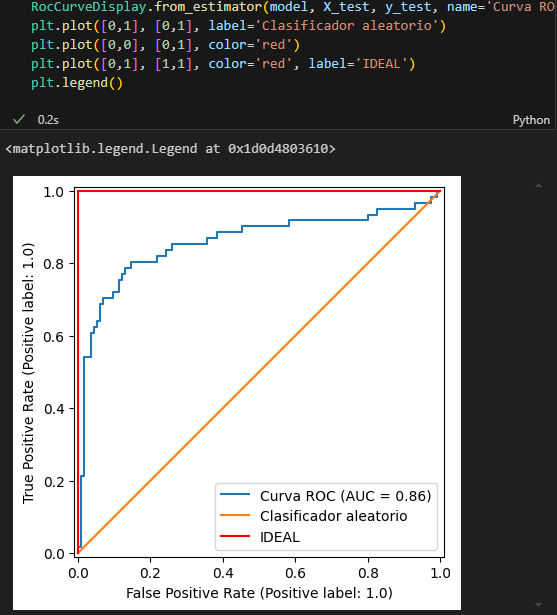 RocCurveDisplay.from_estimator(model, X_test, y_test, name='Curva RO
plt.plot([0,1], [0,1], label='Clasificador aleatorio')
plt.plot([0,0], [0,1], color='red')
plt.plot([0,1], [1,1], color='red', label='IDEAL')
plt.legend()
0.2s
Python
<matplotlib.legend.Legend at 0x1d0d4803610>
1.0
0.8
0.6
0.4
0.2
0.0
True Positive Rate (Positive label: 1.0)
Curva ROC (AUC = 0.86)
Clasificador aleatorio
IDEAL
0.0 0.2 0.4 0.6 0.8 1.0
False Positive Rate (Positive label: 1.0)